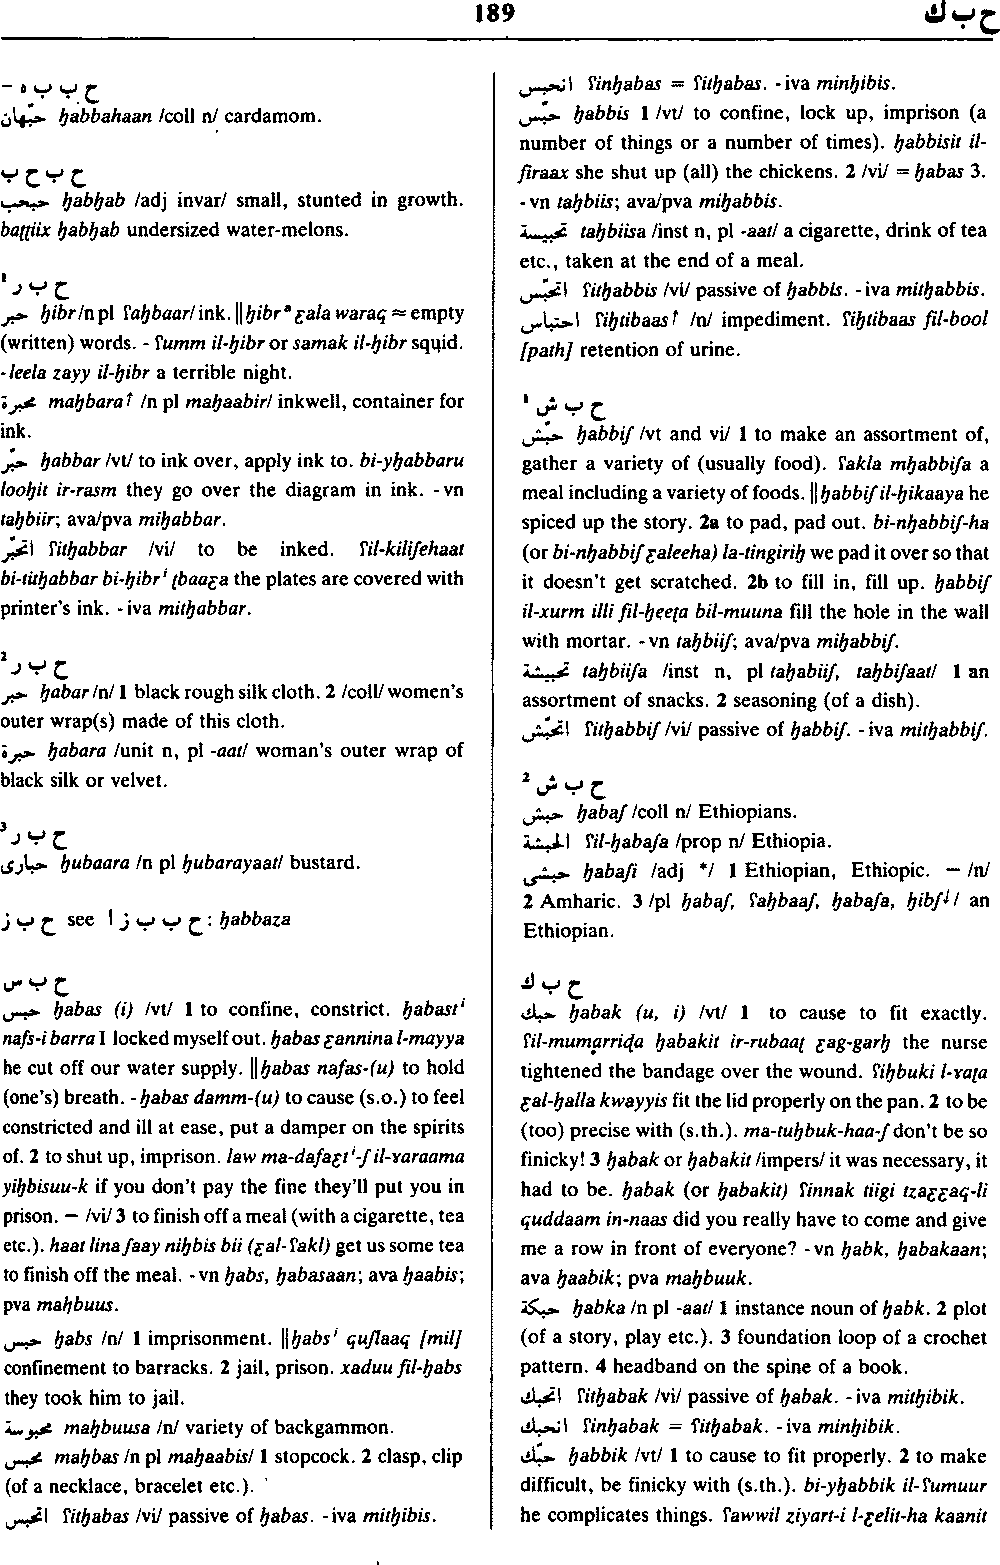 189
ح ب ك
ح ب ب ه -
حبّهان ḥabbahaan /coll n/ cardamom.
ح ب ح ب
حبحب ḥabḥab /adj invar/ small, stunted in growth.
baṭṭiix ḥabḥab undersized water-melons.
ح ب ر ¹
حبر ḥibr /n pl ʕaḥbaar/ ink. ‖ ḥibrᵃ ƹala waraq ≈ empty
(written) words. - ʕumm il-ḥibr or samak il-ḥibr squid.
- leela zayy il-ḥibr a terrible night.
محبرة maḥbara↑ /n pl maḥaabir/ inkwell, container for
ink.
حبّر ḥabbar /vt/ to ink over, apply ink to. bi-yḥabbaru
looḥit ir-rasm they go over the diagram in ink. - vn
taḥbiir; ava/pva miḥabbar.
اتحبّر ʕitḥabbar /vi/ to be inked. ʕil-kiliʃehaat
bi-titḥabbar bi-ḥibrⁱ ṭbaaƹa the plates are covered with
printer's ink. - iva mitḥabbar.
ح ب ر ²
حبر ḥabar /n/ 1 black rough silk cloth. 2 /coll/ women's
outer wrap(s) made of this cloth.
حبرة ḥabara /unit n, pl -aat/ woman's outer wrap of
black silk or velvet.
ح ب ر ³
حبارى ḥubaara /n pl ḥubarayaat/ bustard.
ح ب ز see ح ب ب ز ا : ḥabbaza
ح ب س
حبس ḥabas (i) /vt/ 1 to confine, constrict. ḥabastⁱ
nafs-i barra I locked myself out. ḥabas ƹannina l-mayya
he cut off our water supply. ‖ ḥabas nafas-(u) to hold
(one's) breath. - ḥabas damm-(u) to cause (s.o.) to feel
constricted and ill at ease, put a damper on the spirits
of. 2 to shut up, imprison. law ma-dafaƹtⁱ-ʃ il-ɣaraama
yiḥbisuu-k if you don't pay the fine they'll put you in
prison. — /vi/ 3 to finish off a meal (with a cigarette, tea
etc.). haat lina ʃaay niḥbis bii (ƹal-ʕakl) get us some tea
to finish off the meal. - vn ḥabs, ḥabasaan; ava ḥaabis;
pva maḥbuus.
حبس ḥabs /n/ 1 imprisonment. ‖ ḥabsⁱ quʃlaaq [mil]
confinement to barracks. 2 jail, prison. xaduu fil-ḥabs
they took him to jail.
محبوسة maḥbuusa /n/ variety of backgammon.
محبس maḥbas /n pl maḥaabis/ 1 stopcock. 2 clasp, clip
(of a necklace, bracelet etc.).
اتحبس ʕitḥabas /vi/ passive of ḥabas. - iva mitḥibis.
انحبس ʕinḥabas = ʕitḥabas. - iva minḥibis.
حبّس ḥabbis 1 /vt/ to confine, lock up, imprison (a
number of things or a number of times). ḥabbisit il-
firaax she shut up (all) the chickens. 2 /vi/ = ḥabas 3.
- vn taḥbiis; ava/pva miḥabbis.
تحبيسة taḥbiisa /inst n, pl -aat/ a cigarette, drink of tea
etc., taken at the end of a meal.
اتحبّس ʕitḥabbis /vi/ passive of ḥabbis. - iva mitḥabbis.
احتباس ʕiḥtibaas↑ /n/ impediment. ʕiḥtibaas fil-bool
[path] retention of urine.
ح ب ش ¹
حبّش ḥabbiʃ /vt and vi/ 1 to make an assortment of,
gather a variety of (usually food). ʕakla mḥabbiʃa a
meal including a variety of foods. ‖ ḥabbiʃ il-ḥikaaya he
spiced up the story. 2a to pad, pad out. bi-nḥabbiʃ-ha
(or bi-nḥabbiʃ ƹaleeha) la-tingiriḥ we pad it over so that
it doesn't get scratched. 2b to fill in, fill up. ḥabbiʃ
il-xurm illi fil-ḥeeṭa bil-muuna fill the hole in the wall
with mortar. - vn taḥbiiʃ; ava/pva miḥabbiʃ.
تحبيشة taḥbiiʃa /inst n, pl taḥabiiʃ, taḥbiʃaat/ 1 an
assortment of snacks. 2 seasoning (of a dish).
اتحبّش ʕitḥabbiʃ /vi/ passive of ḥabbiʃ. - iva mitḥabbiʃ.
ح ب ش ²
حبش ḥabaʃ /coll n/ Ethiopians.
الحبشة ʕil-ḥabaʃa /prop n/ Ethiopia.
حبشى ḥabaʃi /adj */ 1 Ethiopian, Ethiopic. — /n/
2 Amharic. 3 /pl ḥabaʃ, ʕaḥbaaʃ, ḥabaʃa, ḥibʃ↓/ an
Ethiopian.
ح ب ك
حبك ḥabak (u, i) /vt/ 1 to cause to fit exactly.
ʕil-mumarriḍa ḥabakit ir-rubaaṭ ƹag-garḥ the nurse
tightened the bandage over the wound. ʕiḥbuki l-ɣaṭa
ƹal-ḥalla kwayyis fit the lid properly on the pan. 2 to be
(too) precise with (s.th.). ma-tuḥbuk-haa-ʃ don't be so
finicky! 3 ḥabak or ḥabakit /impers/ it was necessary, it
had to be. ḥabak (or ḥabakit) ʕinnak tiigi tzaƹƹaq-li
quddaam in-naas did you really have to come and give
me a row in front of everyone? - vn ḥabk, ḥabakaan;
ava ḥaabik; pva maḥbuuk.
حبكة ḥabka /n pl -aat/ 1 instance noun of ḥabk. 2 plot
(of a story, play etc.). 3 foundation loop of a crochet
pattern. 4 headband on the spine of a book.
اتحبك ʕitḥabak /vi/ passive of ḥabak. - iva mitḥibik.
انحبك ʕinḥabak = ʕitḥabak. - iva minḥibik.
حبّك ḥabbik /vt/ 1 to cause to fit properly. 2 to make
difficult, be finicky with (s.th.). bi-yḥabbik il-ʕumuur
he complicates things. ʕawwil ziyart-i l-ƹelit-ha kaanit